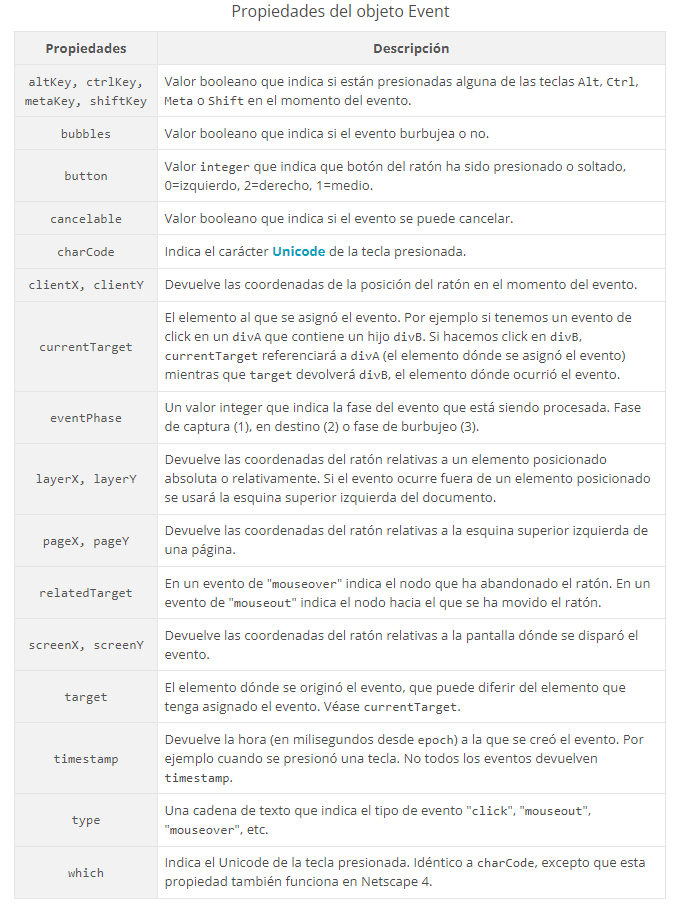 Propiedades del objeto Event
Propiedades
Descripción
altKey, ctrlKey,
metaKey, shiftKey
Valor booleano que indica si están presionadas alguna de las teclas Alt, Ctrl,
Meta o Shift en el momento del evento.
bubbles
Valor booleano que indica si el evento burbujea o no.
button
Valor integer que indica que botón del ratón ha sido presionado o soltado,
0=izquierdo, 2=derecho, 1=medio.
cancelable
Valor booleano que indica si el evento se puede cancelar.
charCode
Indica el carácter Unicode de la tecla presionada.
clientX, clientY
Devuelve las coordenadas de la posición del ratón en el momento del evento.
currentTarget
El elemento al que se asignó el evento. Por ejemplo si tenemos un evento de
click en un divA que contiene un hijo divB. Si hacemos click en divB,
currentTarget referenciará a divA (el elemento dónde se asignó el evento)
mientras que target devolverá divB, el elemento dónde ocurrió el evento.
eventPhase
Un valor integer que indica la fase del evento que está siendo procesada. Fase
de captura (1), en destino (2) o fase de burbujeo (3).
layerX, layerY
Devuelve las coordenadas del ratón relativas a un elemento posicionado
absoluta o relativamente. Si el evento ocurre fuera de un elemento posicionado
se usará la esquina superior izquierda del documento.
pageX, pageY
Devuelve las coordenadas del ratón relativas a la esquina superior izquierda de
una página.
relatedTarget
En un evento de "mouseover" indica el nodo que ha abandonado el ratón. En un
evento de "mouseout" indica el nodo hacia el que se ha movido el ratón.
screenX, screenY
Devuelve las coordenadas del ratón relativas a la pantalla dónde se disparó el
evento.
target
El elemento dónde se originó el evento, que puede diferir del elemento que
tenga asignado el evento. Véase currentTarget.
timestamp
Devuelve la hora (en milisegundos desde epoch) a la que se creó el evento. Por
ejemplo cuando se presionó una tecla. No todos los eventos devuelven
timestamp.
type
Una cadena de texto que indica el tipo de evento "click", "mouseout",
"mouseover", etc.
which
Indica el Unicode de la tecla presionada. Idéntico a charCode, excepto que esta
propiedad también funciona en Netscape 4.